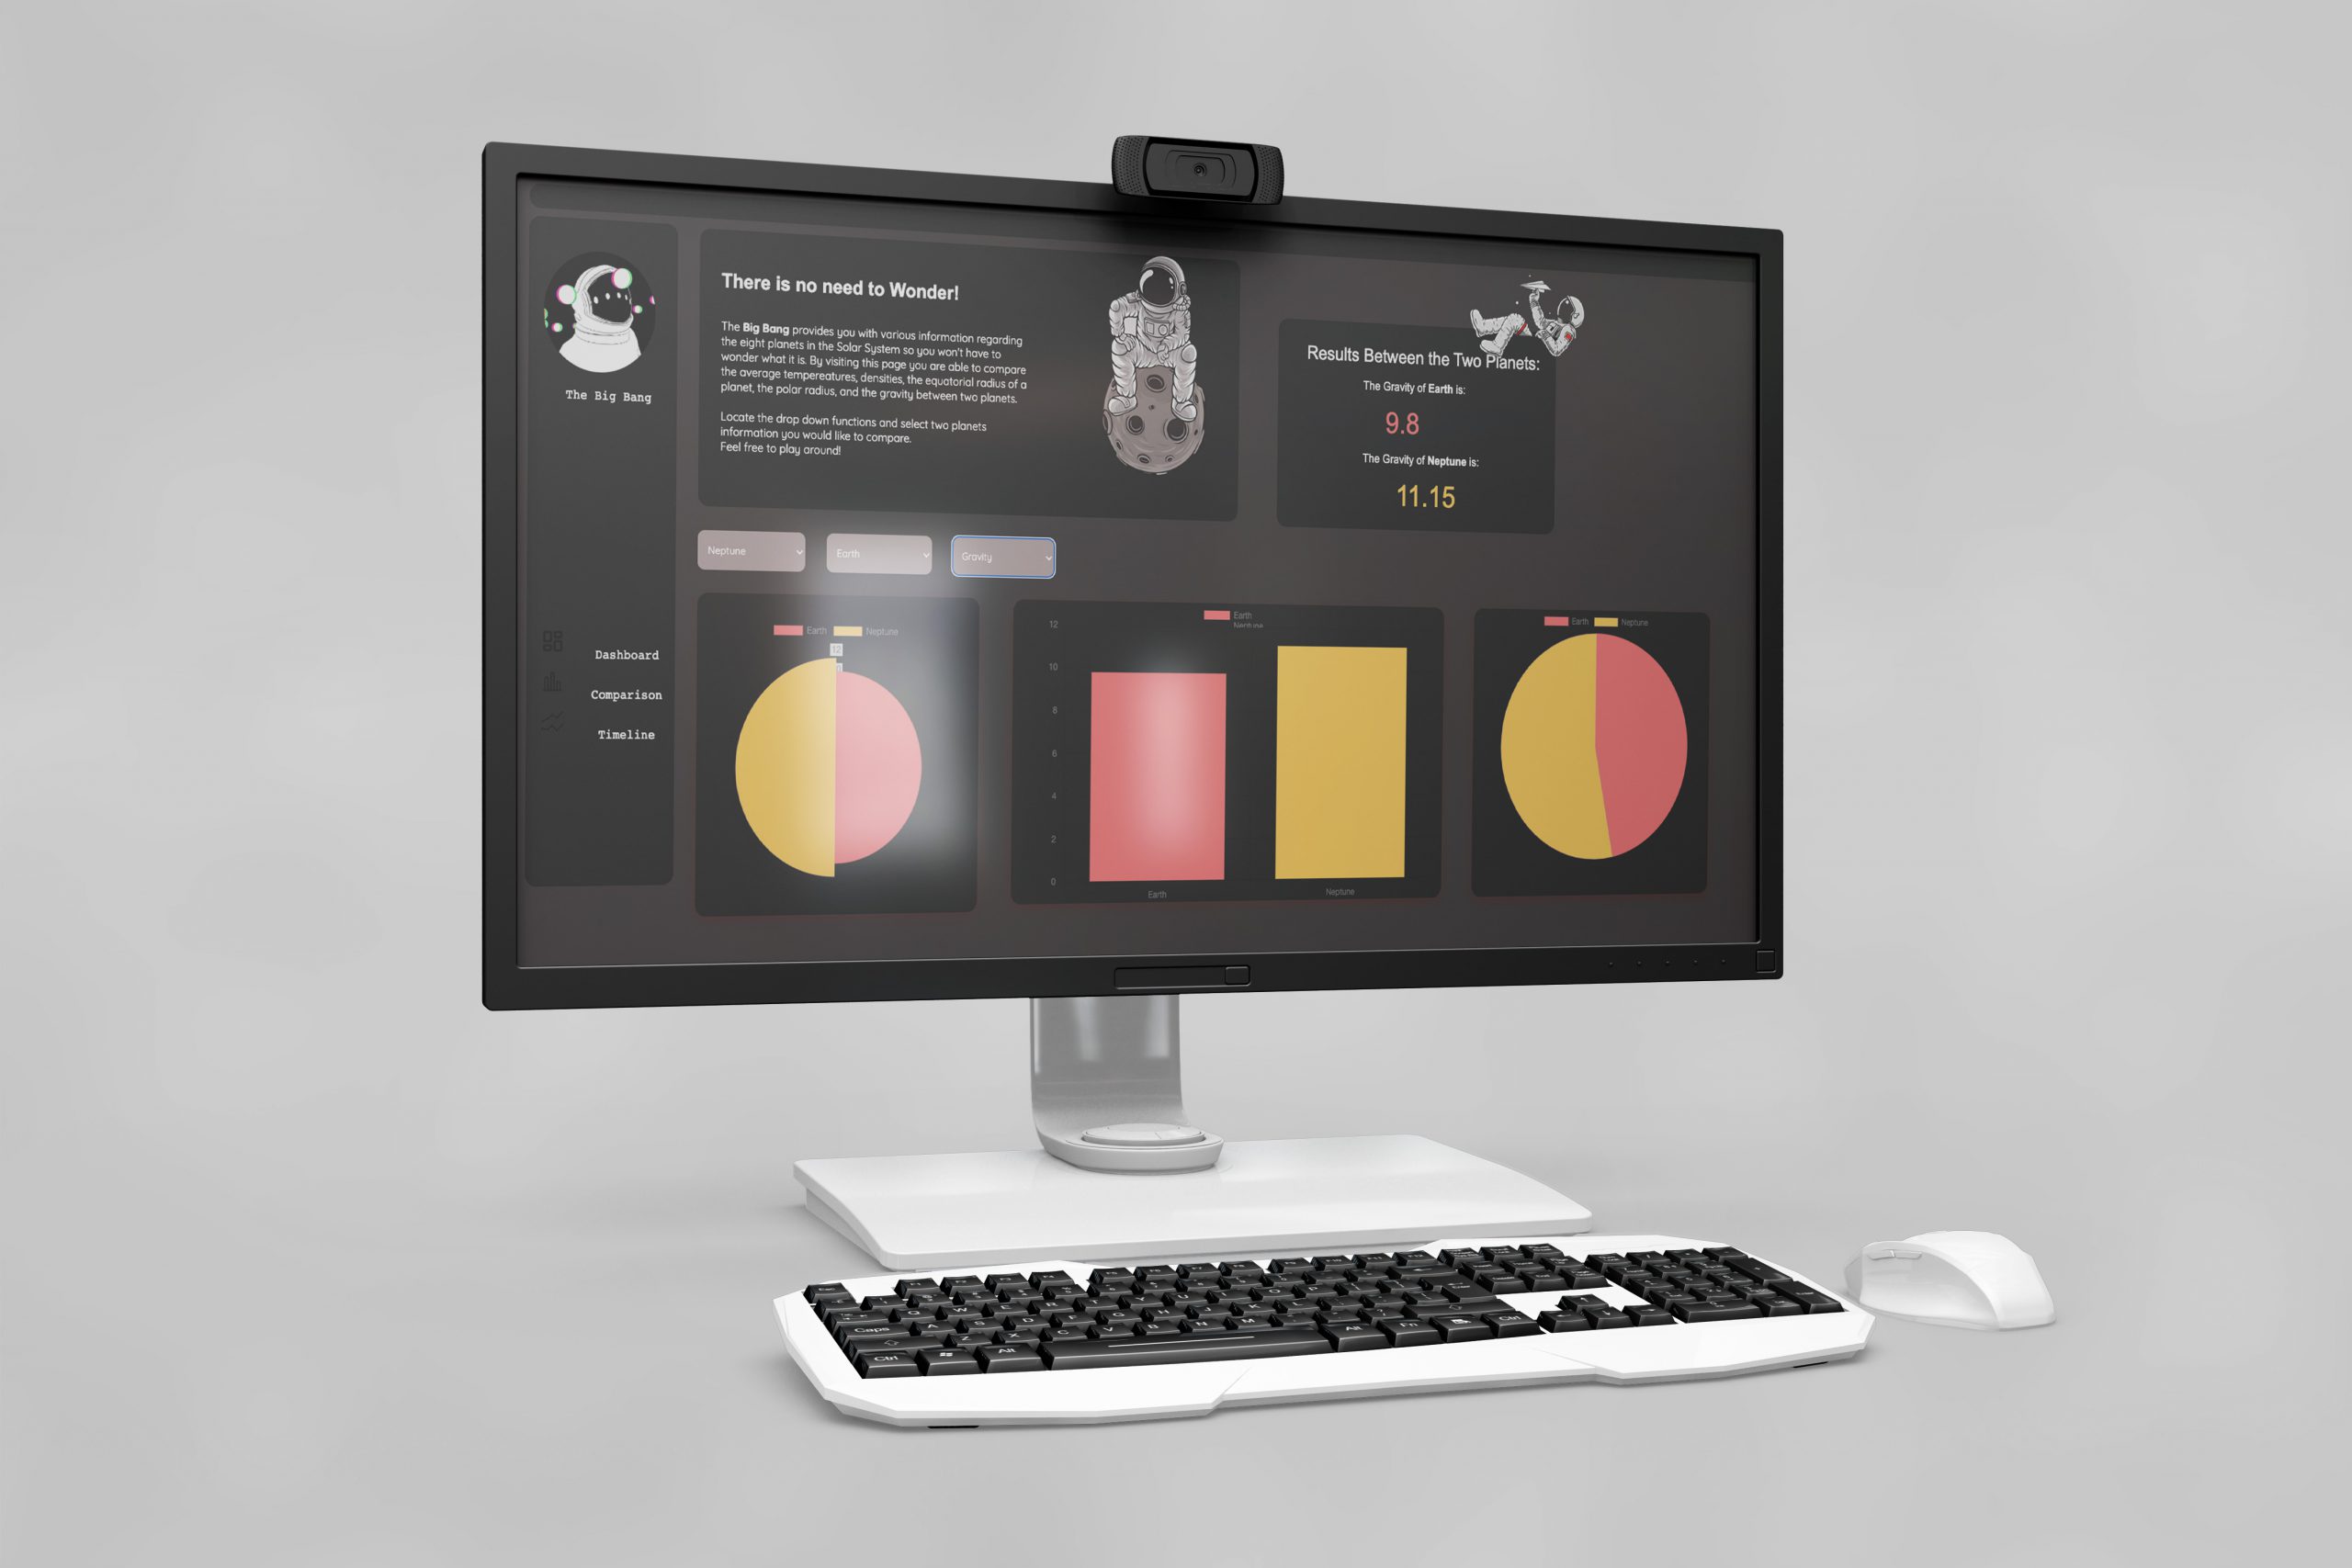 The Big Bang
Dashboard
Comparison
Timeline
There is no need to Wonder!
The Big Bang provides you with various information regarding
the eight planets in the Solar System so you won't have to
wonder what it is. By visiting this page you are able to compare
the average tempereatures, densities, the equatorial radius of a
planet, the polar radius, and the gravity between two planets.
Locate the drop down functions and select two planets
information you would like to compare.
Feel free to play around!
Results Between the Two Planets:
The Gravity of Earth is:
9.8
The Gravity of Neptune is:
11.15
Neptune
Earth
Gravity
Earth Neptune
12
Earth
Neptune
12
10
8
6
4
2
0
Earth Neptune
Earth Neptune
Caps A S D F G H J K L
Z X C V B N M
Ctrl Alt Alt Fn Ctrl